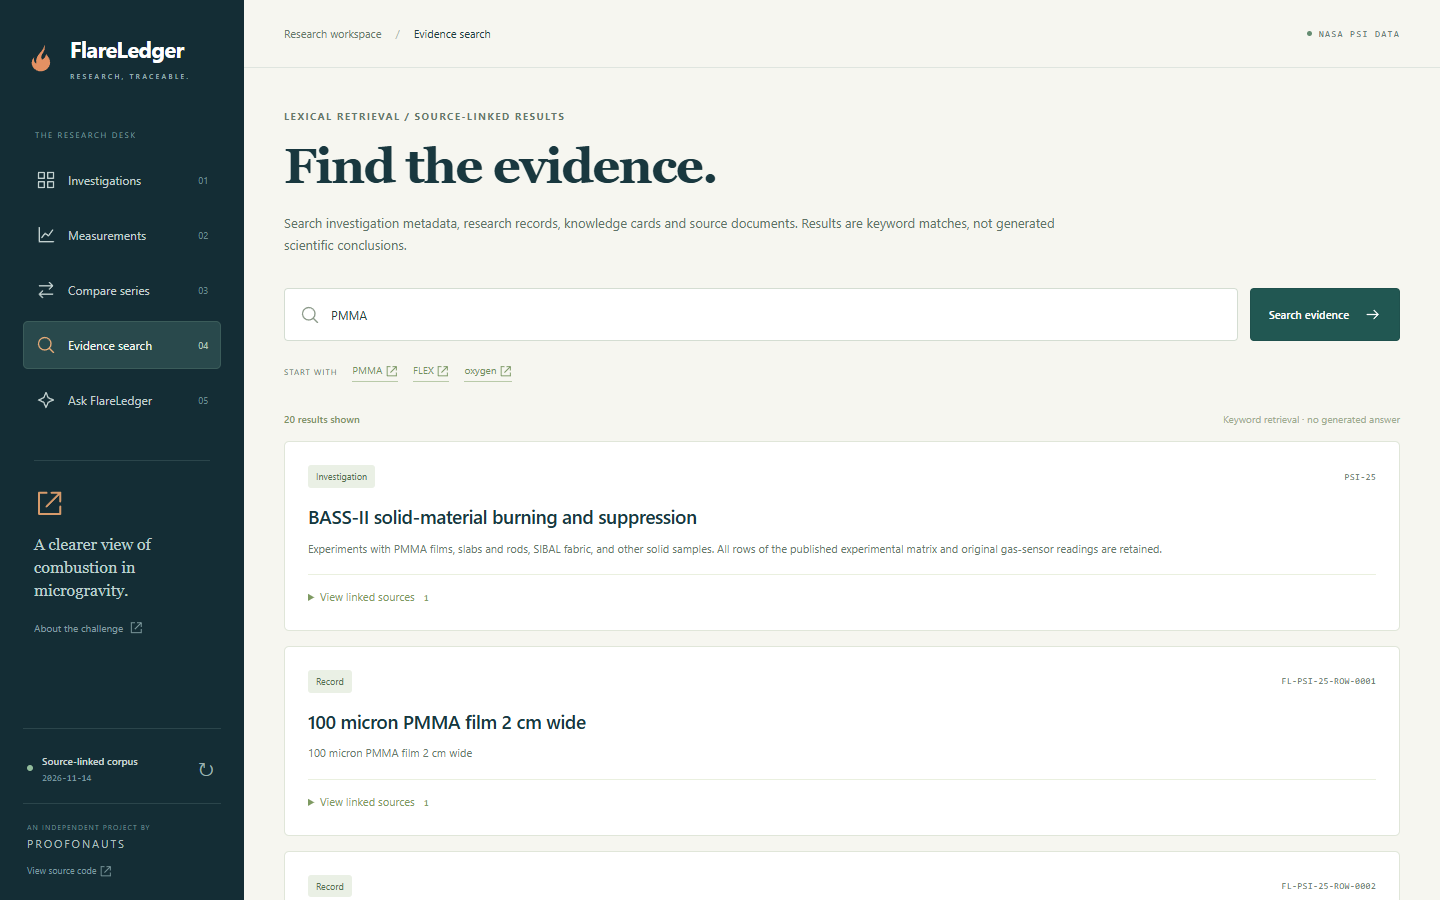 FlareLedger
RESEARCH, TRACEABLE.
THE RESEARCH DESK
Investigations 01
Measurements 02
Compare series 03
Evidence search 04
Ask FlareLedger 05
A clearer view of
combustion in
microgravity.
About the challenge
Source-linked corpus
2026-11-14
AN INDEPENDENT PROJECT BY
PROOFONAUTS
View source code
Research workspace / Evidence search
NASA PSI DATA
LEXICAL RETRIEVAL / SOURCE-LINKED RESULTS
Find the evidence.
Search investigation metadata, research records, knowledge cards and source documents. Results are keyword matches, not generated
scientific conclusions.
PMMA
Search evidence →
START WITH PMMA FLEX oxygen
20 results shown
Keyword retrieval · no generated answer
Investigation
PSI-25
BASS-II solid-material burning and suppression
Experiments with PMMA films, slabs and rods, SIBAL fabric, and other solid samples. All rows of the published experimental matrix and original gas-sensor readings are retained.
View linked sources 1
Record
FL-PSI-25-ROW-0001
100 micron PMMA film 2 cm wide
100 micron PMMA film 2 cm wide
View linked sources 1
Record
FL-PSI-25-ROW-0002